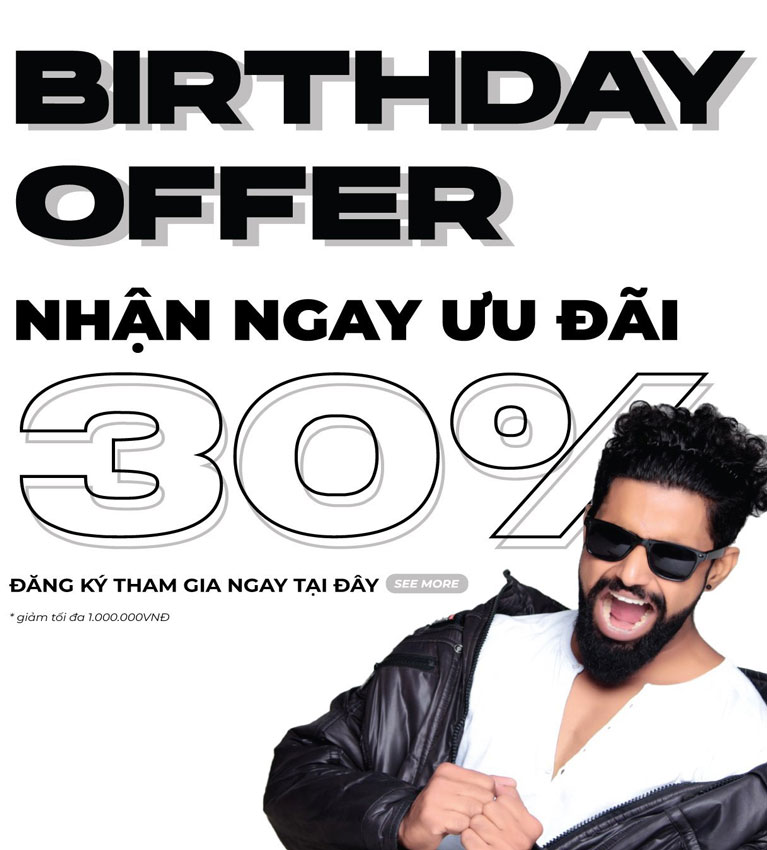 BIRTHDAY
OFFER
NHẬN NGAY ƯU ĐÃI
30%
ĐĂNG KÝ THAM GIA NGAY TẠI ĐÂY SEE MORE
* giảm tối đa 1.000.000VNĐ